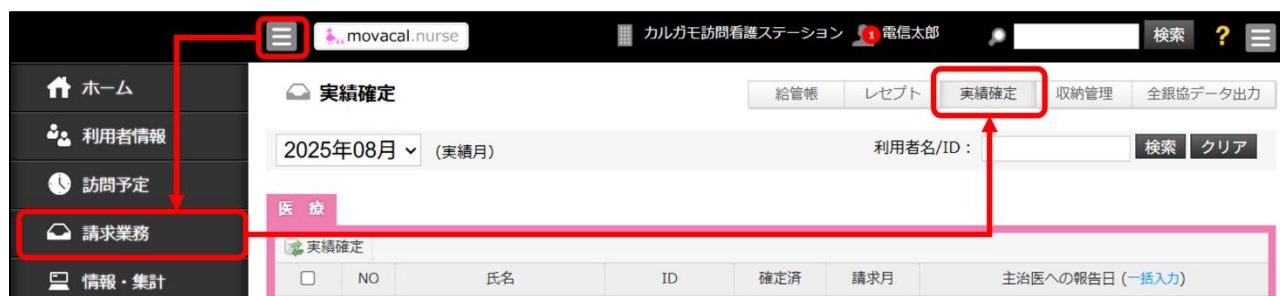 movacal.nurse カルガモ訪問看護ステーション 1 電信太郎 検索 ?
ホーム
利用者情報
訪問予定
請求業務
情報・集計
実績確定 給管帳 レセプト 実績確定 収納管理 全銀協データ出力
2025年08月 (実績月) 利用者名/ID: 検索 クリア
医 療
実績確定
NO 氏名 ID 確定済 請求月 主治医への報告日 (一括入力)